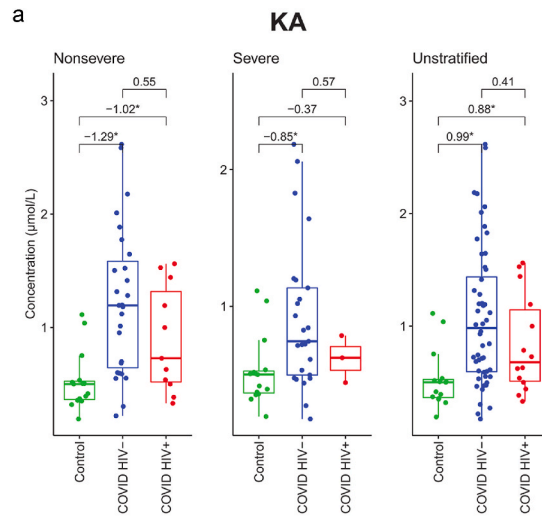 a
KA
Nonsevere
Severe
Unstratified
0.55
−1.02*
−1.29*
0.57
−0.37
−0.85*
0.41
0.88*
0.99*
Concentration (μmol/L)
3
2
1
2
1
3
2
1
Control
COVID HIV−
COVID HIV+
Control
COVID HIV−
COVID HIV+
Control
COVID HIV−
COVID HIV+